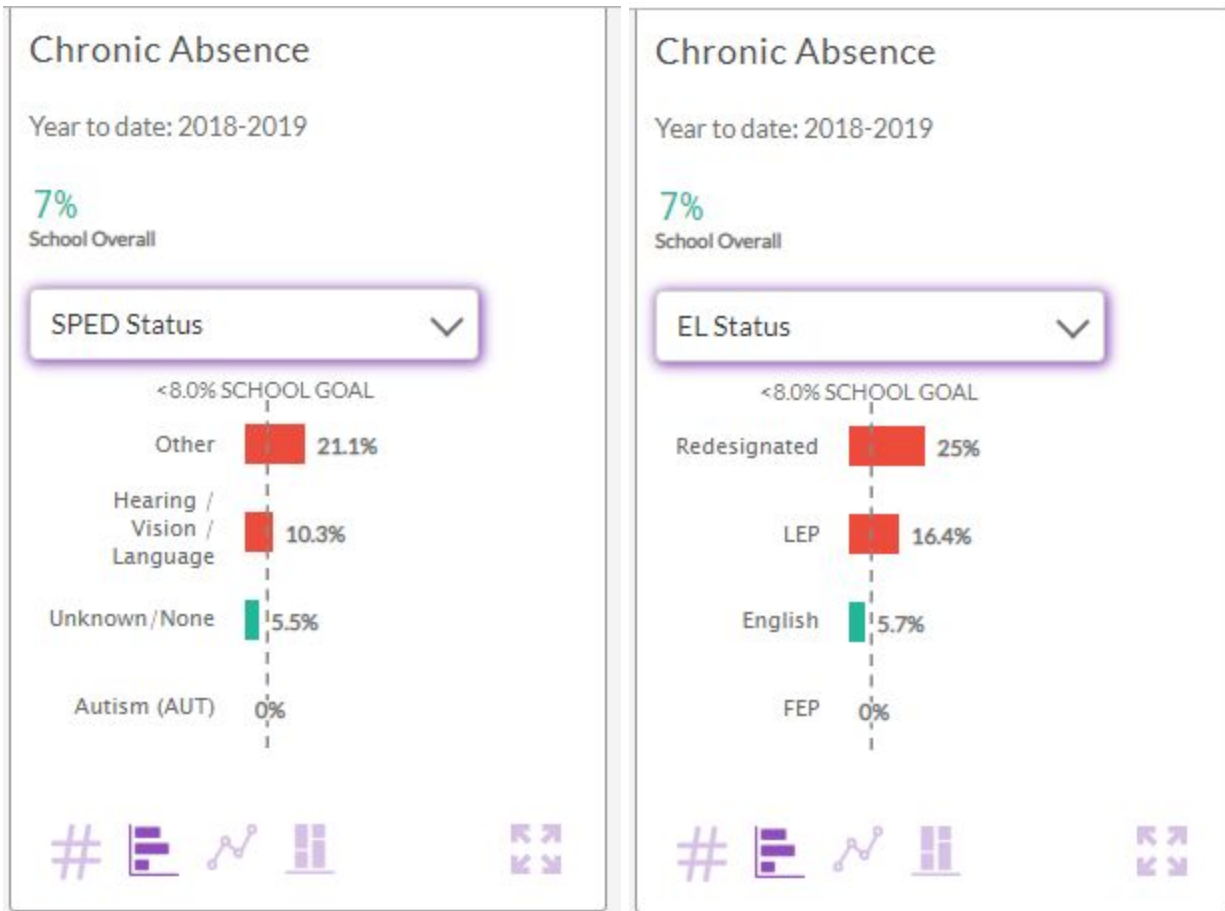 Chronic Absence
Year to date: 2018-2019
7%
School Overall
SPED Status
<8.0% SCHOOL GOAL
Other 21.1%
Hearing /
Vision /
Language 10.3%
Unknown/None 5.5%
Autism (AUT) 0%
Chronic Absence
Year to date: 2018-2019
7%
School Overall
EL Status
<8.0% SCHOOL GOAL
Redesignated 25%
LEP 16.4%
English 5.7%
FEP 0%